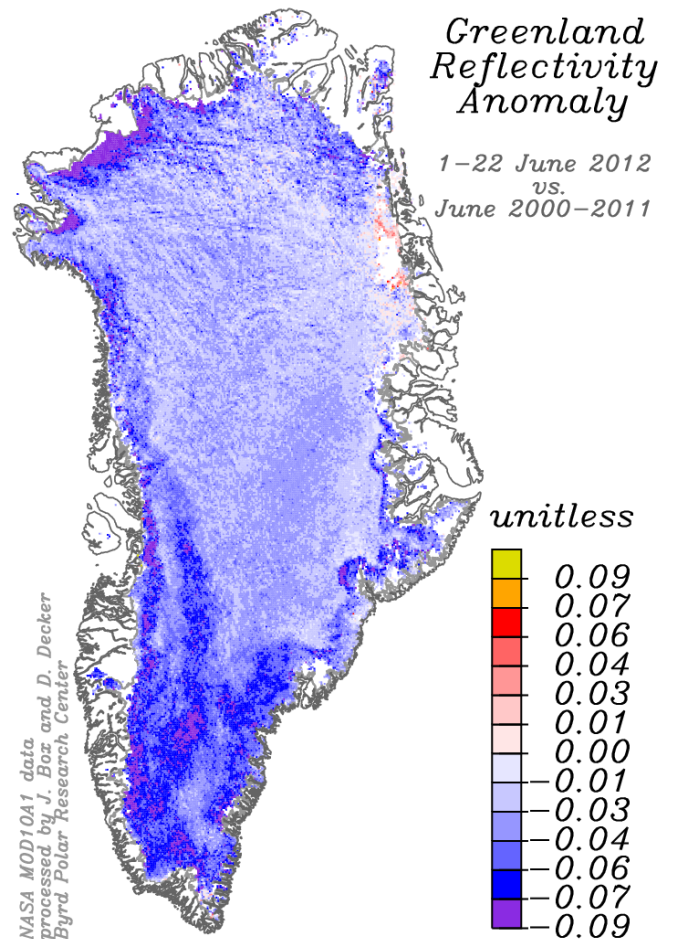 Greenland
Reflectivity
Anomaly
1-22 June 2012
vs.
June 2000-2011
unitless
0.09
0.07
0.06
0.04
0.03
0.01
0.00
-0.01
-0.03
-0.04
-0.06
-0.07
-0.09
NASA MOD10A1 data
processed by J. Box and D. Decker
Byrd Polar Research Center